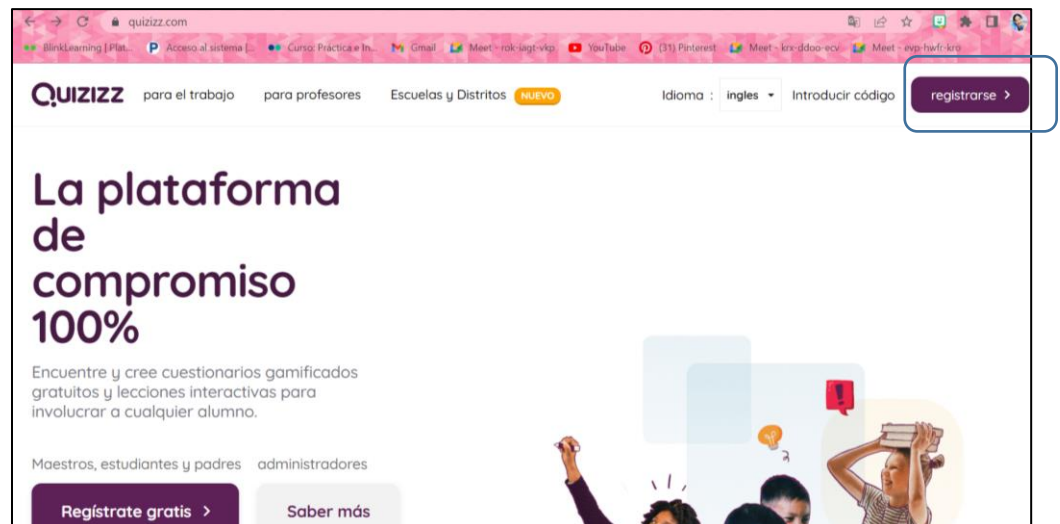 quizizz.com
BlinkLearning | Plat... Acceso al sistema |... Curso: Práctica e In... Gmail Meet - rok-iagt-vkp YouTube (31) Pinterest Meet - krx-ddoo-ecv Meet - evp-hwfr-kro
QUIZIZZ para el trabajo para profesores Escuelas y Distritos NUEVO Idioma : ingles Introducir código registrarse >
La plataforma
de
compromiso
100%
Encuentre y cree cuestionarios gamificados
gratuitos y lecciones interactivas para
involucrar a cualquier alumno.
Maestros, estudiantes y padres administradores
Regístrate gratis > Saber más